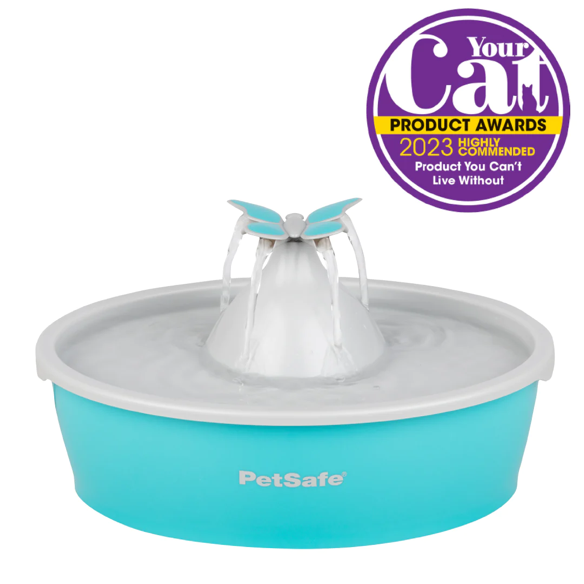 Your
Cat
PRODUCT AWARDS
2023 HIGHLY COMMENDED
Product You Can't
Live Without
PetSafe®